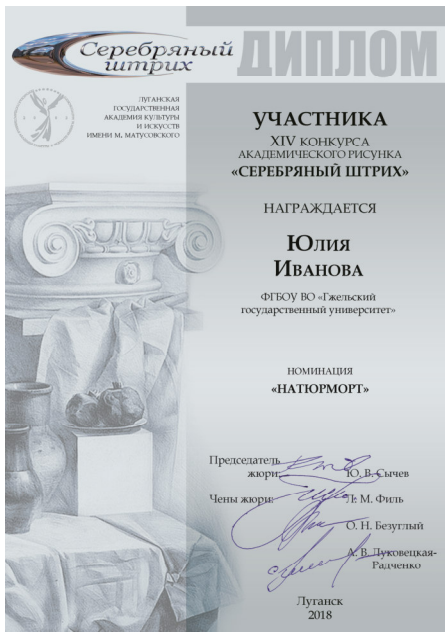 Серебряный
штрих
ДИПЛОМ
ЛУГАНСКАЯ
ГОСУДАРСТВЕННАЯ
АКАДЕМИЯ КУЛЬТУРЫ
И ИСКУССТВ
ИМЕНИ М. МАТУСОВСКОГО
УЧАСТНИКА
XIV КОНКУРСА
АКАДЕМИЧЕСКОГО РИСУНКА
«СЕРЕБРЯНЫЙ ШТРИХ»
НАГРАЖДАЕТСЯ
ЮЛИЯ
ИВАНОВА
ФГБОУ ВО «Гжельский
государственный университет»
НОМИНАЦИЯ
«НАТЮРМОРТ»
Председатель
жюри: Ю. В. Сычев
Чены жюри: Л. М. Филь
О. Н. Безуглый
А. В. Луковецкая-
Радченко
Луганск
2018